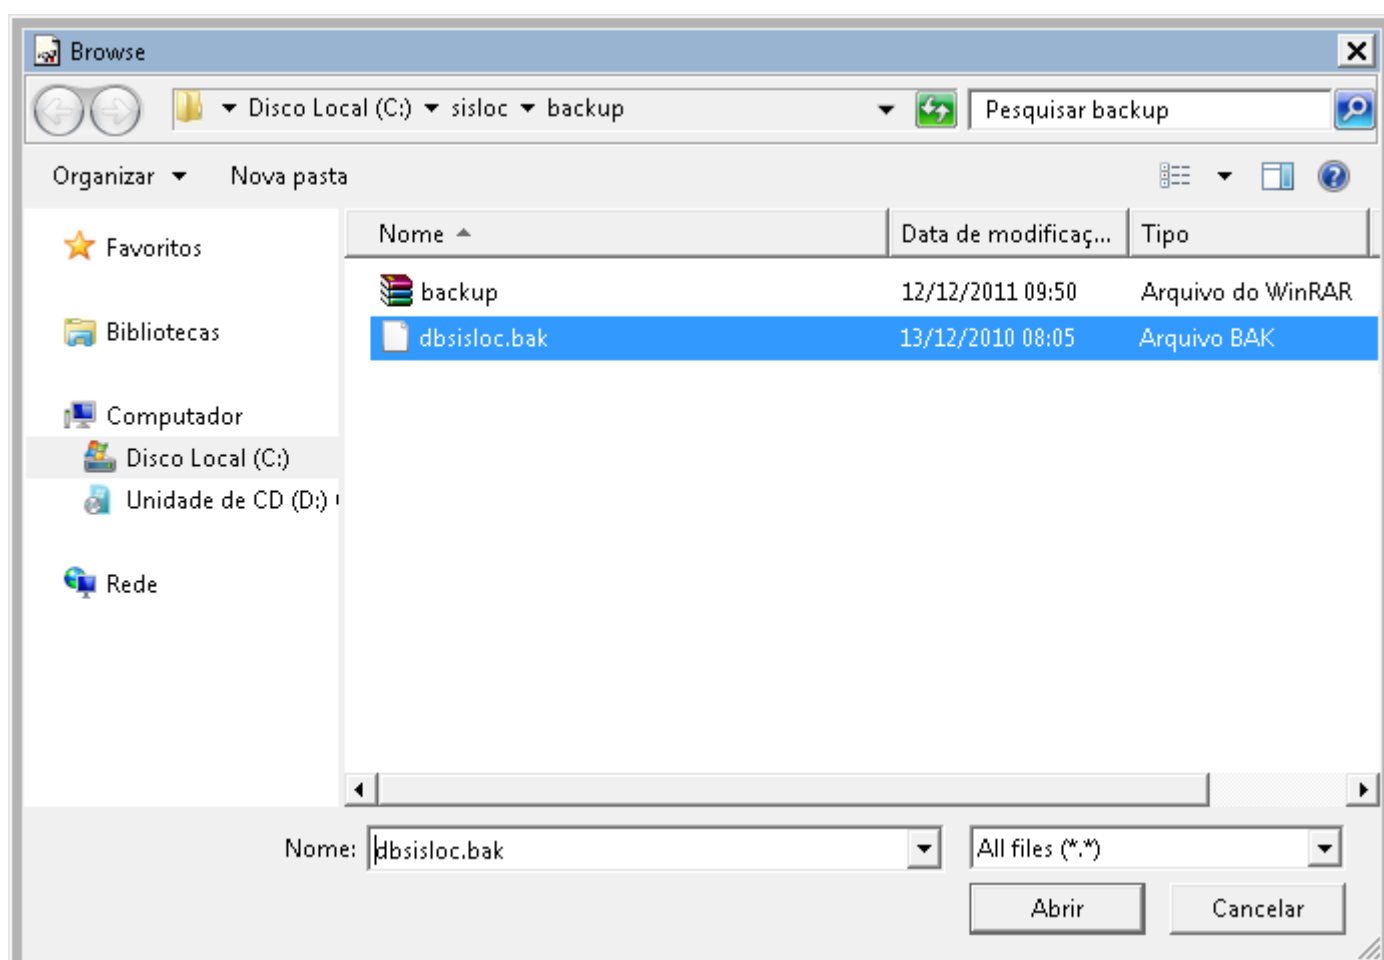 Browse
Disco Local (C:) sisloc backup
Pesquisar backup
Organizar Nova pasta
Favoritos
Bibliotecas
Computador
Disco Local (C:)
Unidade de CD (D:)
Rede
Nome Data de modificaç... Tipo
backup 12/12/2011 09:50 Arquivo do WinRAR
dbsisloc.bak 13/12/2010 08:05 Arquivo BAK
Nome: dbsisloc.bak All files (*.*)
Abrir Cancelar